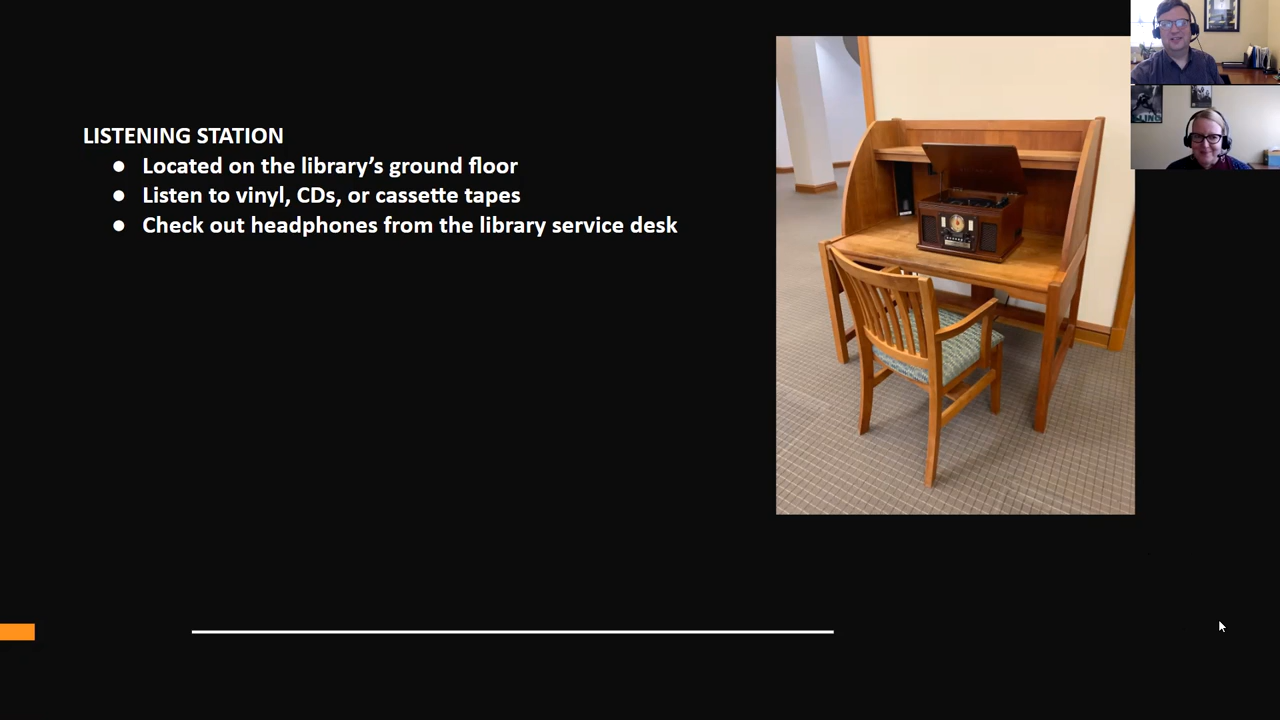 LISTENING STATION
● Located on the library’s ground floor
● Listen to vinyl, CDs, or cassette tapes
● Check out headphones from the library service desk